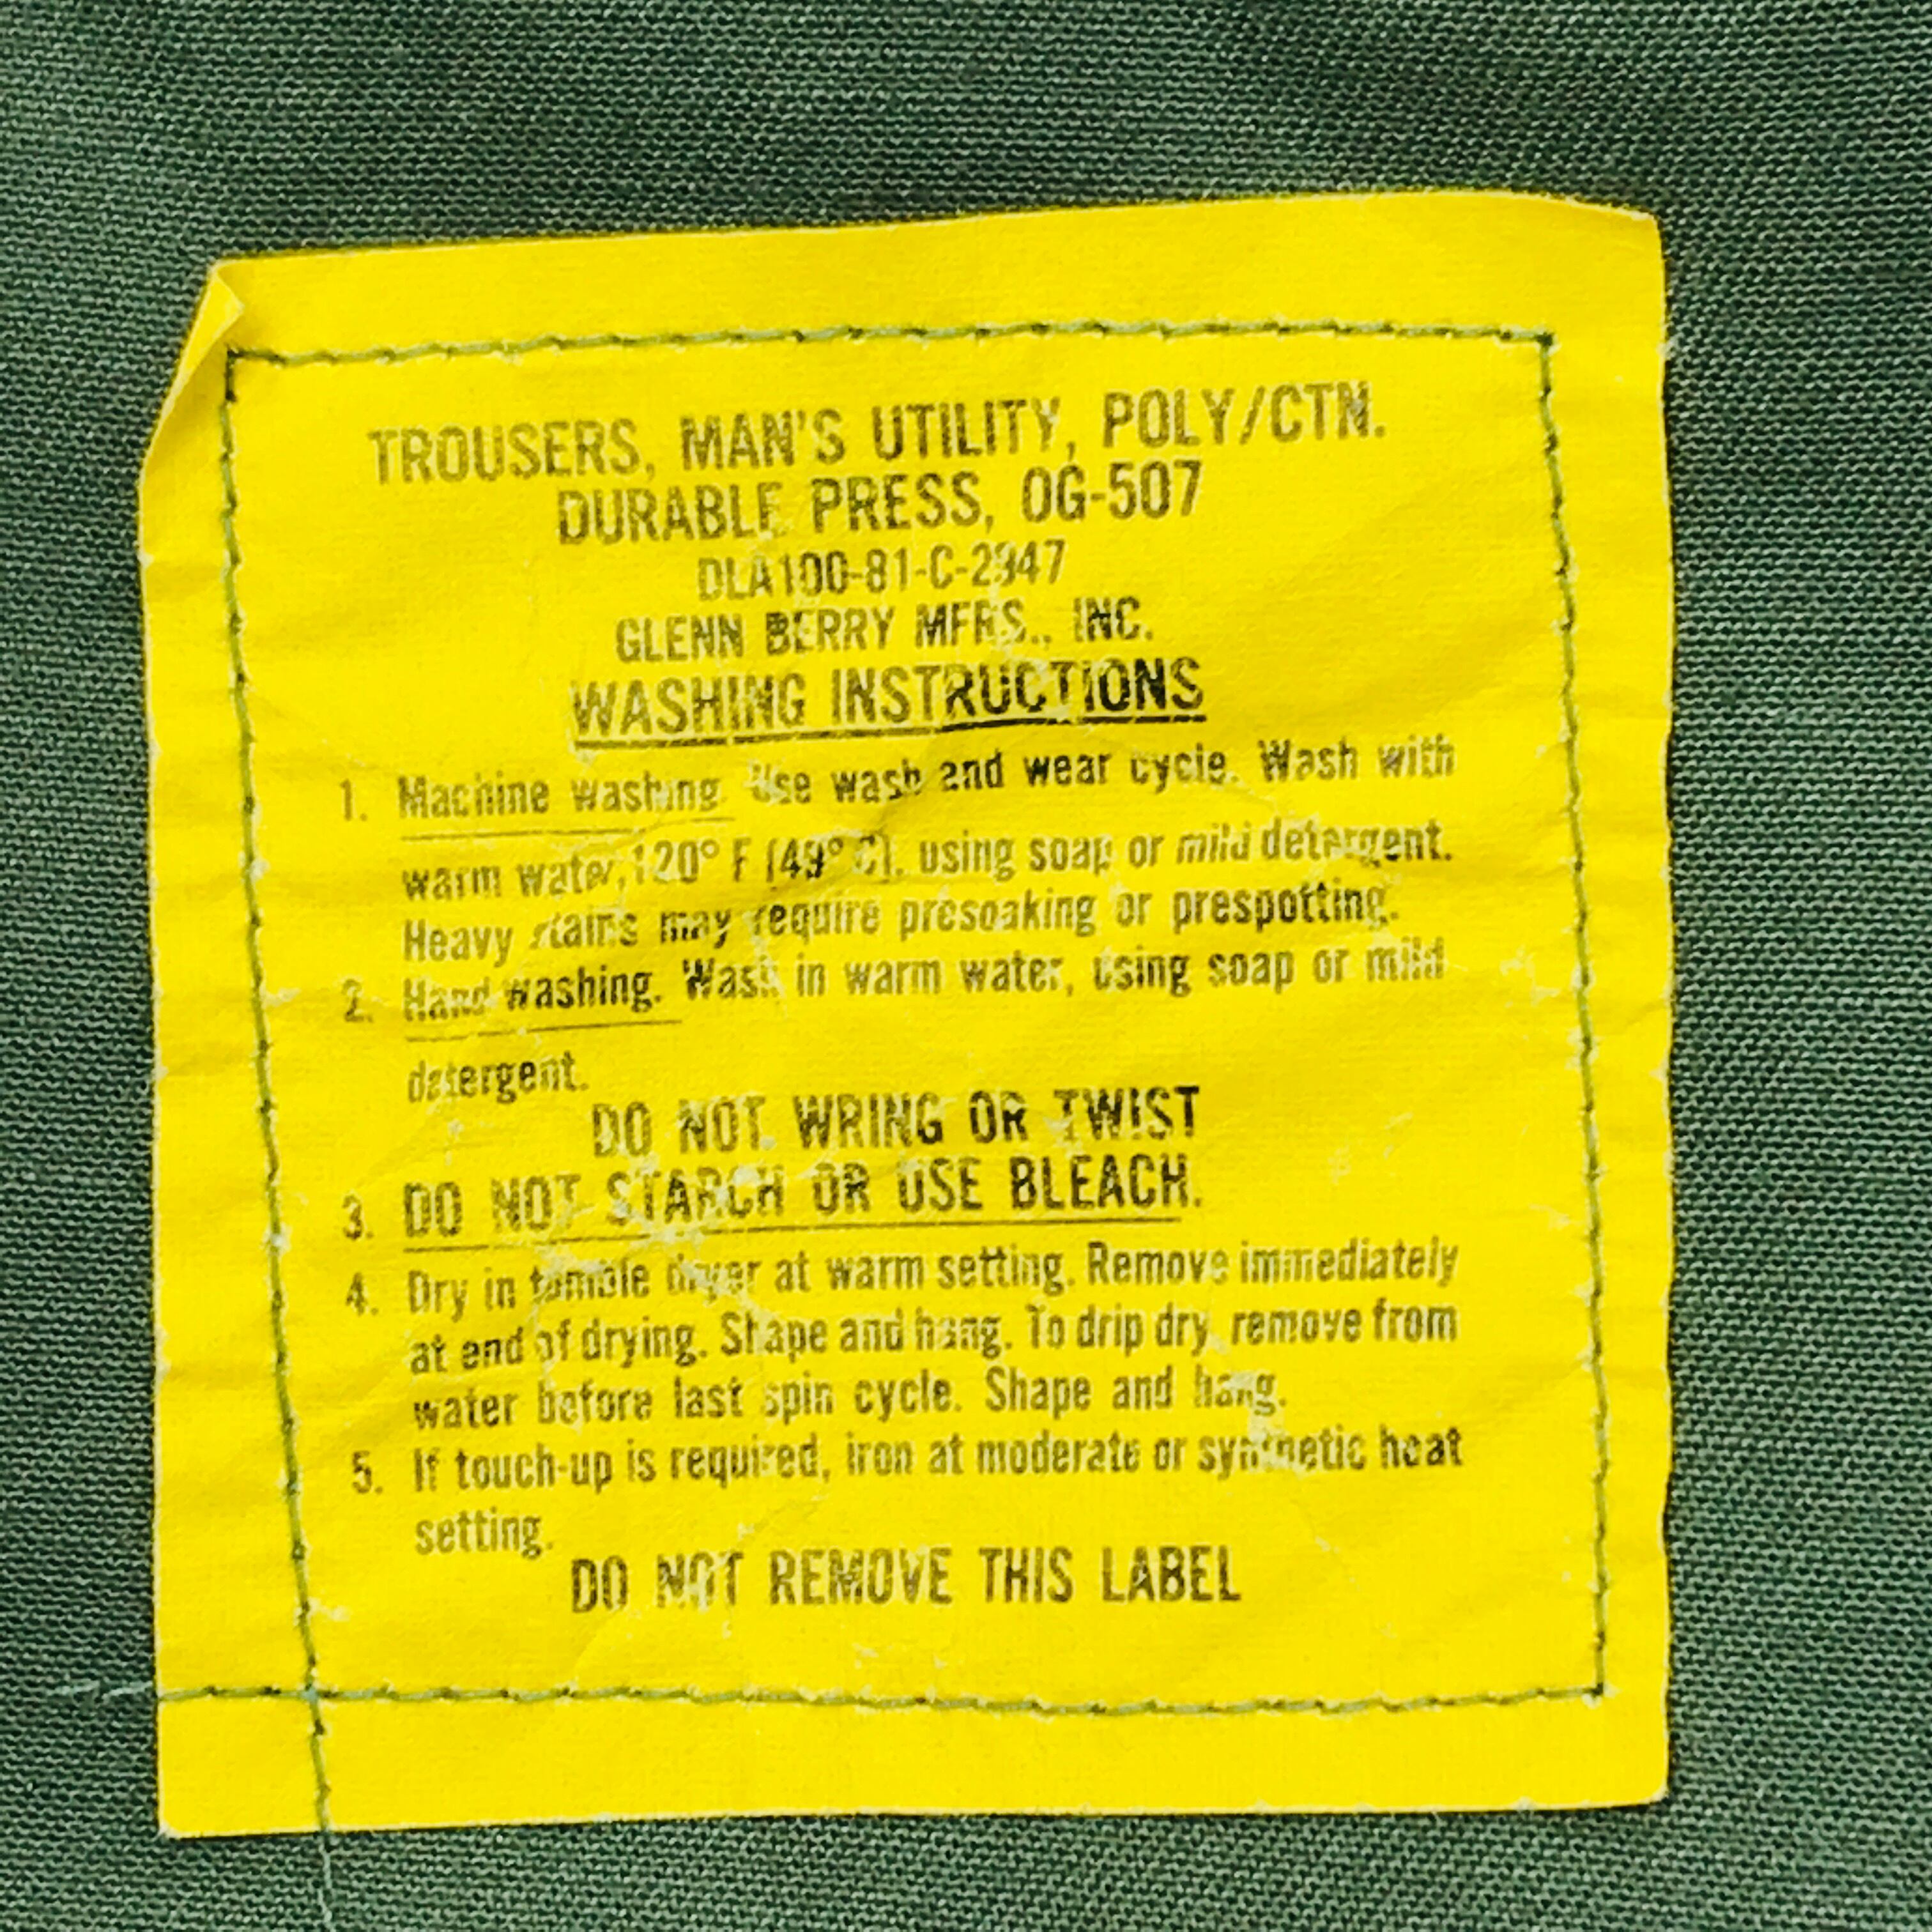 TROUSERS, MAN'S UTILITY, POLY/CTN.
DURABLE PRESS, OG-507
DLA100-81-C-2947
GLENN BERRY MFRS., INC.
WASHING INSTRUCTIONS
1. Machine washing. Use wash and wear cycle. Wash with
warm water, 120° F (49° C), using soap or mild detergent.
Heavy stains may require presoaking or prespotting.
2. Hand washing. Wash in warm water, using soap or mild
detergent.
DO NOT WRING OR TWIST
3. DO NOT STARCH OR USE BLEACH.
4. Dry in tumble dryer at warm setting. Remove immediately
at end of drying. Shape and hang. To drip dry, remove from
water before last spin cycle. Shape and hang.
5. If touch-up is required, iron at moderate or synthetic heat
setting.
DO NOT REMOVE THIS LABEL